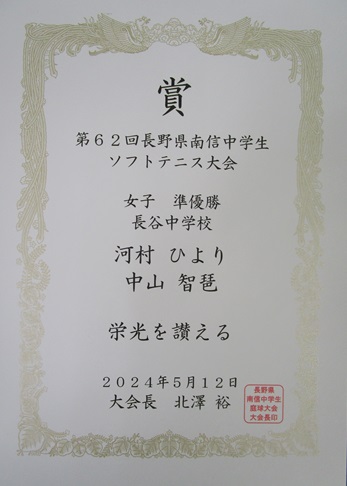 賞
第６２回長野県南信中学生
ソフトテニス大会
女子　準優勝
長谷中学校
河村 ひより
中山 智琶
栄光を讃える
２０２４年５月１２日
大会長　北澤 裕
長野県
南信中学生
庭球大会
大会長印